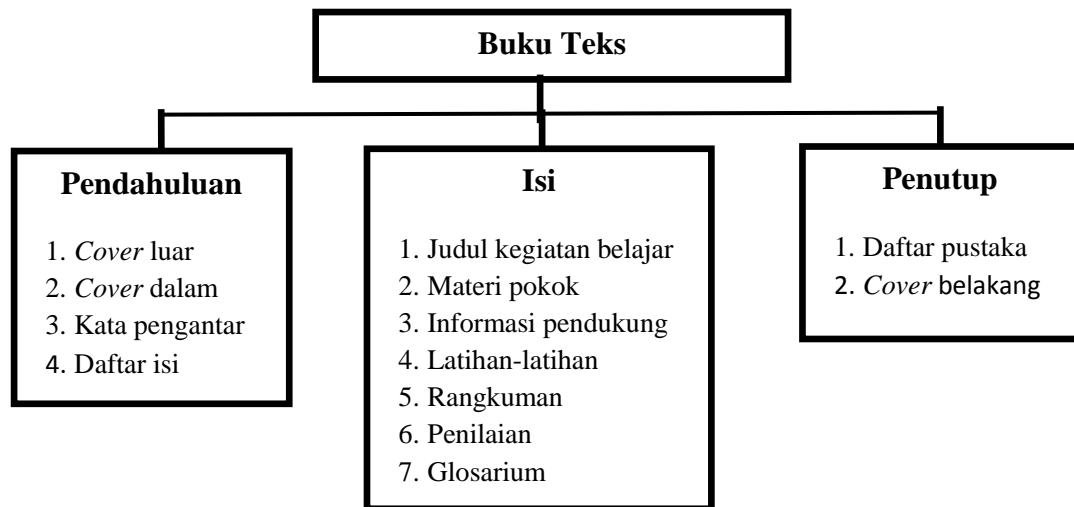 Buku Teks
Pendahuluan
1. Cover luar
2. Cover dalam
3. Kata pengantar
4. Daftar isi
Isi
1. Judul kegiatan belajar
2. Materi pokok
3. Informasi pendukung
4. Latihan-latihan
5. Rangkuman
6. Penilaian
7. Glosarium
Penutup
1. Daftar pustaka
2. Cover belakang